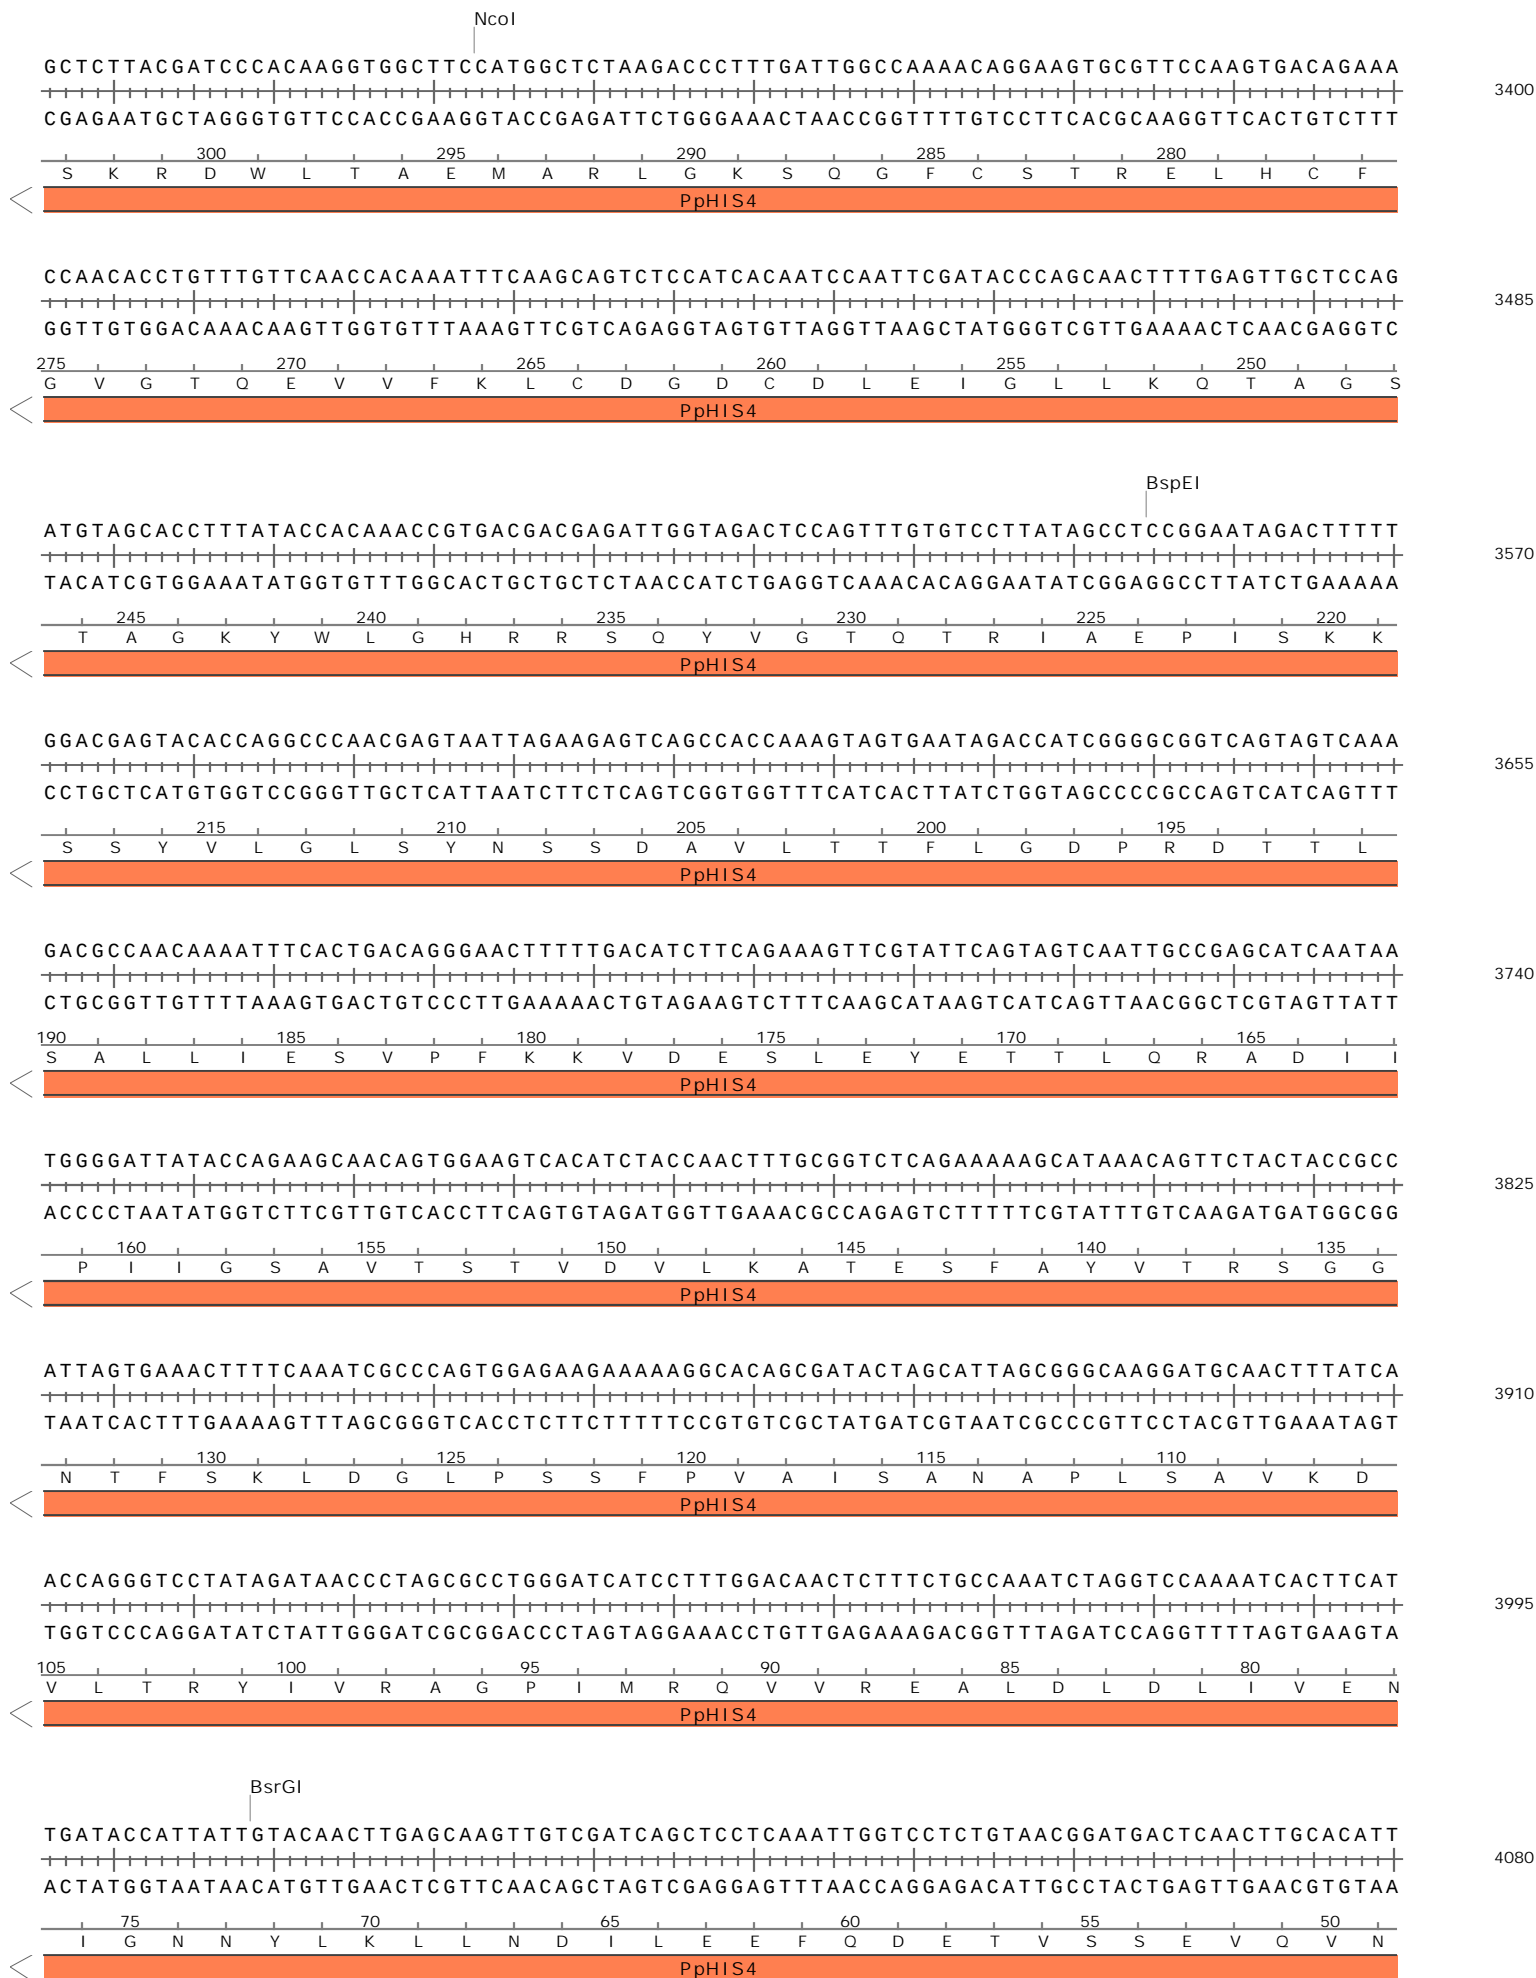 NcoI
GCTCTTACGATCCCACAAGGTGGCTTCCATGGCTCTAAGACCCTTTGATTGGCCAAAACAGGAAGTGCGTTCCAAGTGACAGAAA
3400
CGAGAATGCTAGGGTGTTCCACCGAAGGTACCGAGATTCTGGGAAACTAACCGGTTTTGTCCTTCACGCAAGGTTCACTGTCTTT
300 295 290 285 280
S K R D W L T A E M A R L G K S Q G F C S T R E L H C F
PpHIS4
CCAACACCTGTTTGTTCAACCACAAATTTCAAGCAGTCTCCATCACAATCCAATTCGATACCCAGCAACTTTTGAGTTGCTCCAG
3485
GGTTGTGGACAAACAAGTTGGTGTTTAAAGTTCGTCAGAGGTAGTGTTAGGTTAAGCTATGGGTCGTTGAAAACTCAACGAGGTC
275 270 265 260 255 250
G V G T Q E V V F K L C D G D C D L E I G L L K Q T A G S
PpHIS4
BspEI
ATGTAGCACCTTTATACCACAAACCGTGACGACGAGATTGGTAGACTCCAGTTTGTGTCCTTATAGCCTCCGGAATAGACTTTTT
3570
TACATCGTGGAAATATGGTGTTTGGCACTGCTGCTCTAACCATCTGAGGTCAAACACAGGAATATCGGAGGCCTTATCTGAAAAA
245 240 235 230 225 220
T A G K Y W L G H R R S Q Y V G T Q T R I A E P I S K K
PpHIS4
GGACGAGTACACCAGGCCCAACGAGTAATTAGAAGAGTCAGCCACCAAAGTAGTGAATAGACCATCGGGGCGGTCAGTAGTCAAA
3655
CCTGCTCATGTGGTCCGGGTTGCTCATTAATCTTCTCAGTCGGTGGTTTCATCACTTATCTGGTAGCCCCGCCAGTCATCAGTTT
215 210 205 200 195
S S Y V L G L S Y N S S D A V L T T F L G D P R D T T L
PpHIS4
GACGCCAACAAAATTTCACTGACAGGGAACTTTTTGACATCTTCAGAAAGTTCGTATTCAGTAGTCAATTGCCGAGCATCAATAA
3740
CTGCGGTTGTTTTAAAGTGACTGTCCCTTGAAAAACTGTAGAAGTCTTTCAAGCATAAGTCATCAGTTAACGGCTCGTAGTTATT
190 185 180 175 170 165
S A L L I E S V P F K K V D E S L E Y E T T L Q R A D I I
PpHIS4
TGGGGATTATACCAGAAGCAACAGTGGAAGTCACATCTACCAACTTTGCGGTCTCAGAAAAAGCATAAACAGTTCTACTACCGCC
3825
ACCCCTAATATGGTCTTCGTTGTCACCTTCAGTGTAGATGGTTGAAACGCCAGAGTCTTTTTCGTATTTGTCAAGATGATGGCGG
160 155 150 145 140 135
P I I G S A V T S T V D V L K A T E S F A Y V T R S G G
PpHIS4
ATTAGTGAAACTTTTCAAATCGCCCAGTGGAGAAGAAAAAGGCACAGCGATACTAGCATTAGCGGGCAAGGATGCAACTTTATCA
3910
TAATCACTTTGAAAAGTTTAGCGGGTCACCTCTTCTTTTTCCGTGTCGCTATGATCGTAATCGCCCGTTCCTACGTTGAAATAGT
130 125 120 115 110
N T F S K L D G L P S S F P V A I S A N A P L S A V K D
PpHIS4
ACCAGGGTCCTATAGATAACCCTAGCGCCTGGGATCATCCTTTGGACAACTCTTTCTGCCAAATCTAGGTCCAAAATCACTTCAT
3995
TGGTCCCAGGATATCTATTGGGATCGCGGACCCTAGTAGGAAACCTGTTGAGAAAGACGGTTTAGATCCAGGTTTTAGTGAAGTA
105 100 95 90 85 80
V L T R Y I V R A G P I M R Q V V R E A L D L D L I V E N
PpHIS4
BsrGI
TGATACCATTATTGTACAACTTGAGCAAGTTGTCGATCAGCTCCTCAAATTGGTCCTCTGTAACGGATGACTCAACTTGCACATT
4080
ACTATGGTAATAACATGTTGAACTCGTTCAACAGCTAGTCGAGGAGTTTAACCAGGAGACATTGCCTACTGAGTTGAACGTGTAA
75 70 65 60 55 50
I G N N Y L K L L N D I L E E F Q D E T V S S E V Q V N
PpHIS4